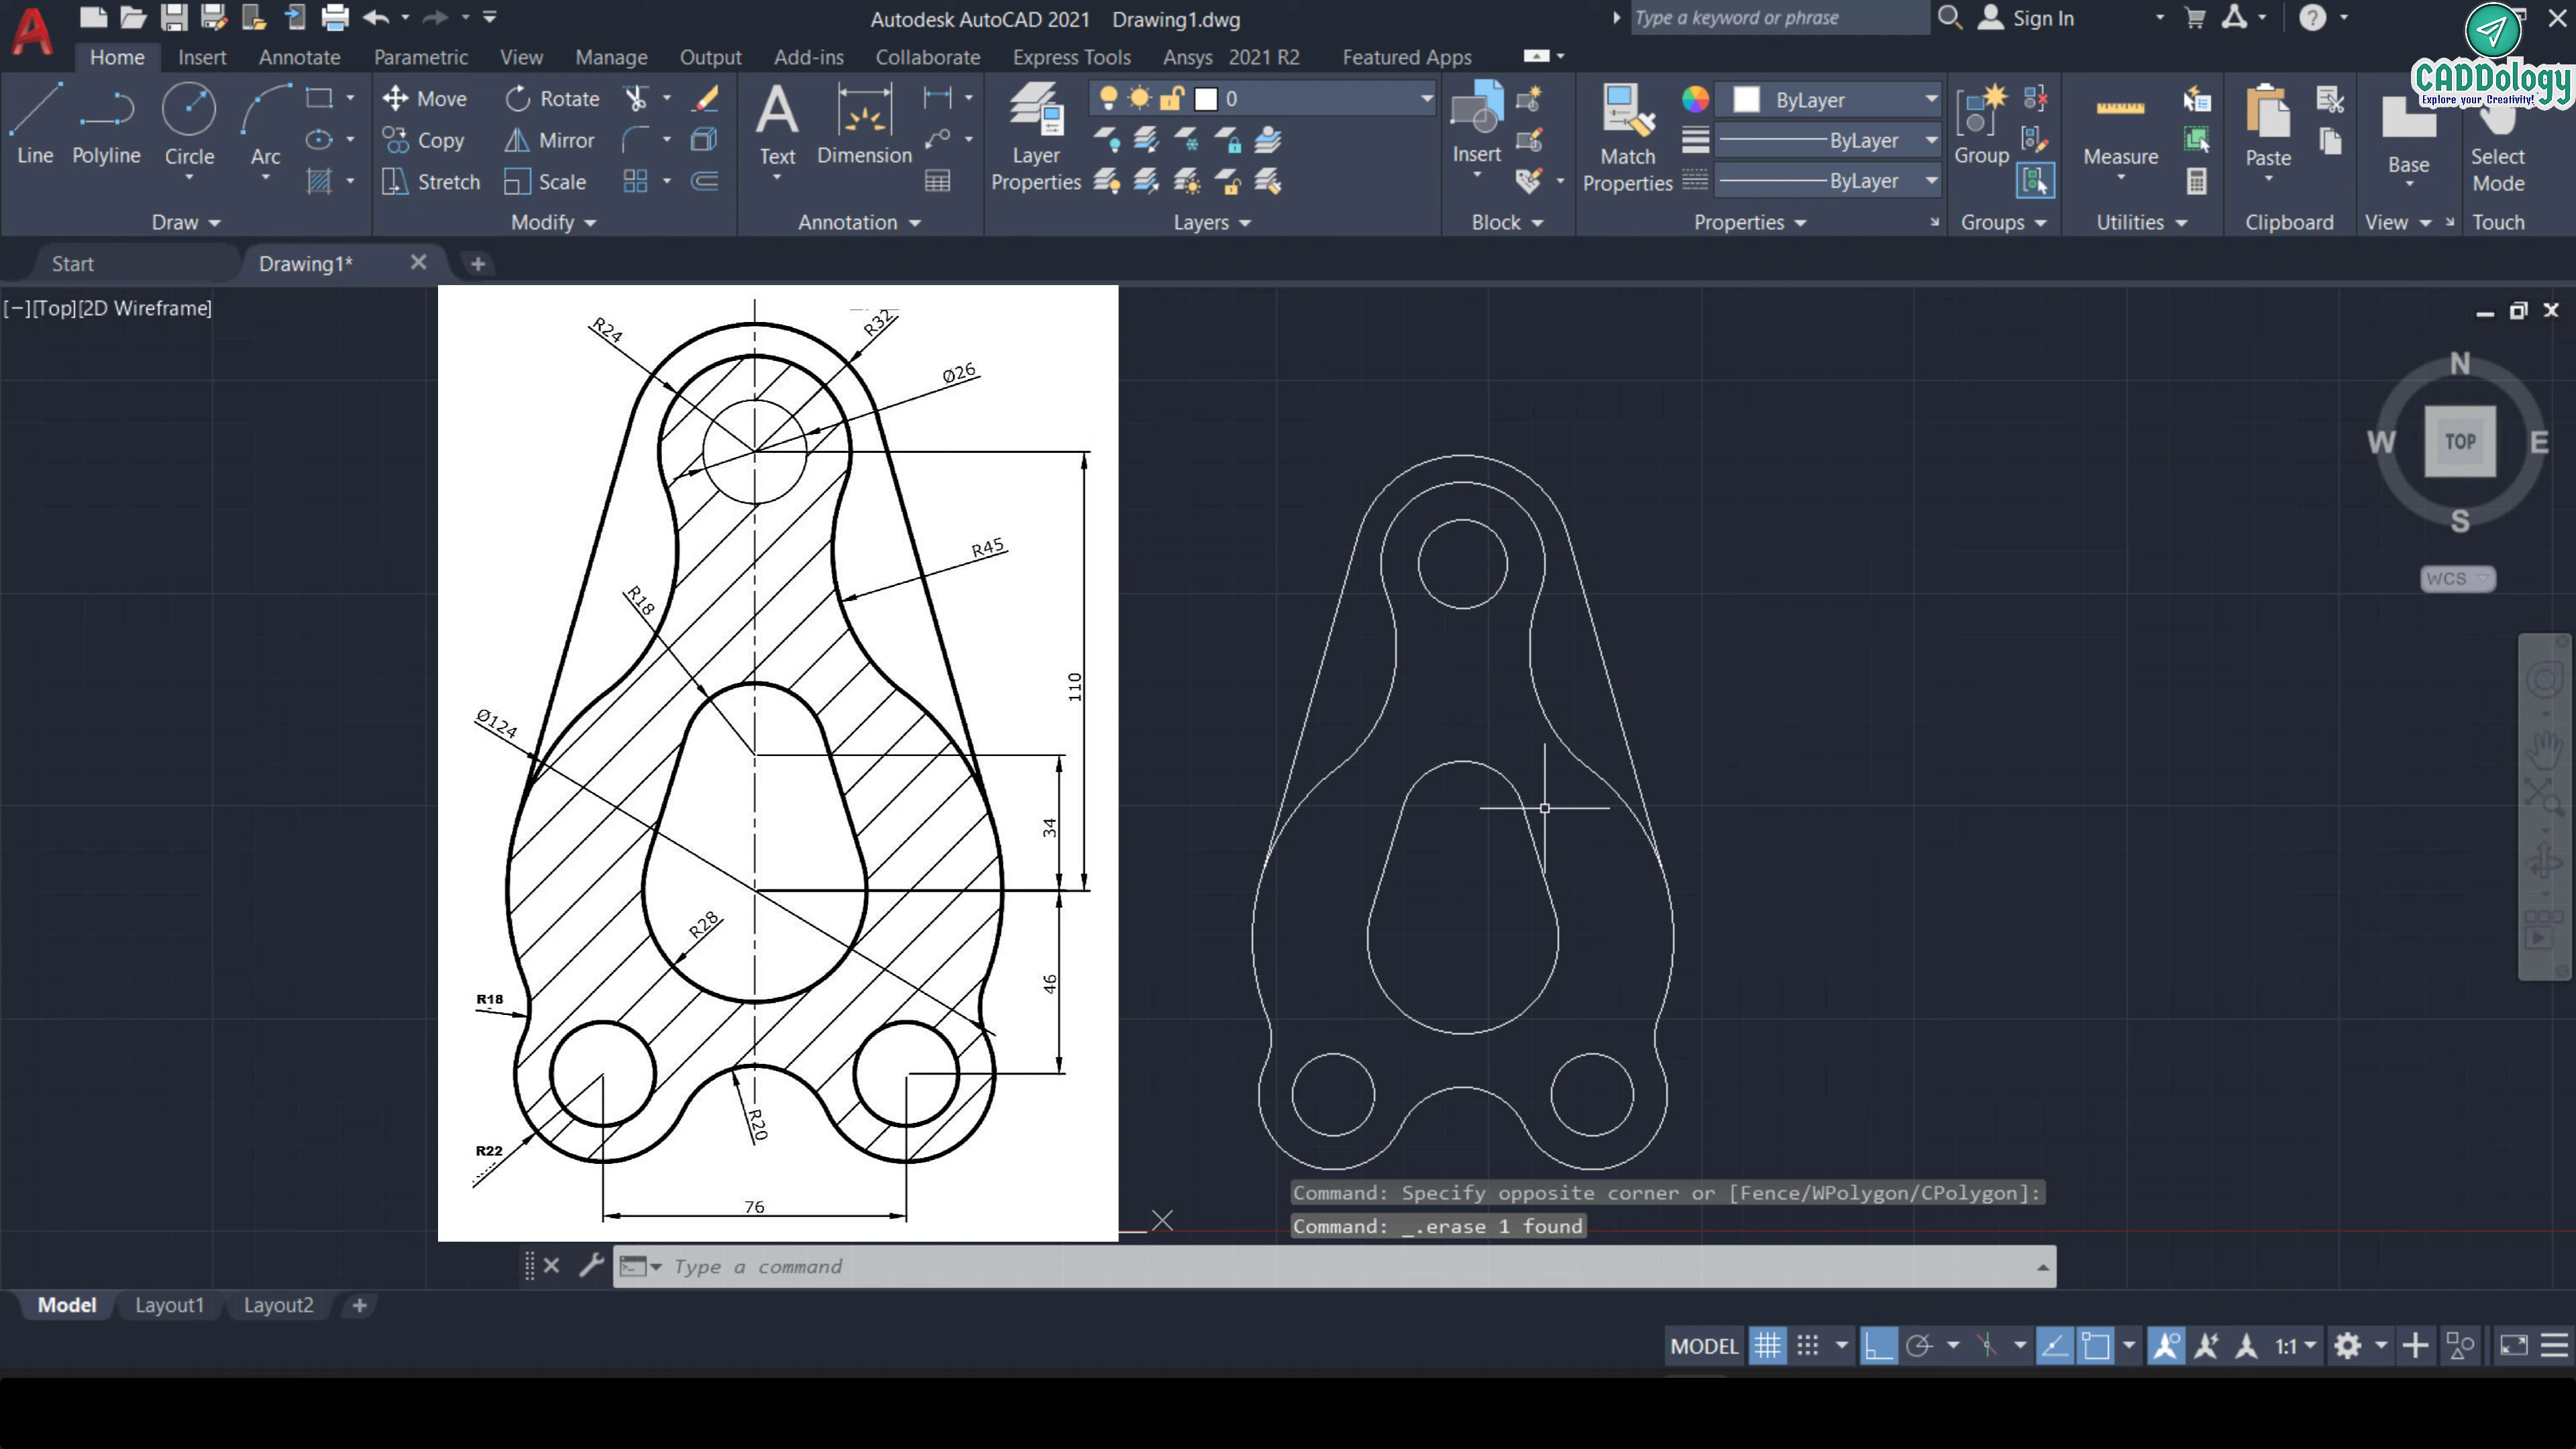 Autodesk AutoCAD 2021 Drawing1.dwg
Type a keyword or phrase
Sign In
CADDology
Explore your Creativity!
Home Insert Annotate Parametric View Manage Output Add-ins Collaborate Express Tools Ansys 2021 R2 Featured Apps
Line Polyline Circle Arc
Move Rotate
Copy Mirror
Stretch Scale
Text Dimension
Layer Properties
0
Insert
Match Properties
ByLayer
ByLayer
ByLayer
Group
Measure
Paste
Base
Select Mode
Draw Modify Annotation Layers Block Properties Groups Utilities Clipboard View Touch
Start Drawing1*
[−][Top][2D Wireframe]
R24
R32
Ø26
R45
R18
110
Ø124
34
R28
46
R18
R20
R22
76
N
W TOP E
S
WCS
Command: Specify opposite corner or [Fence/WPolygon/CPolygon]:
Command: _.erase 1 found
Type a command
Model Layout1 Layout2
MODEL 1:1